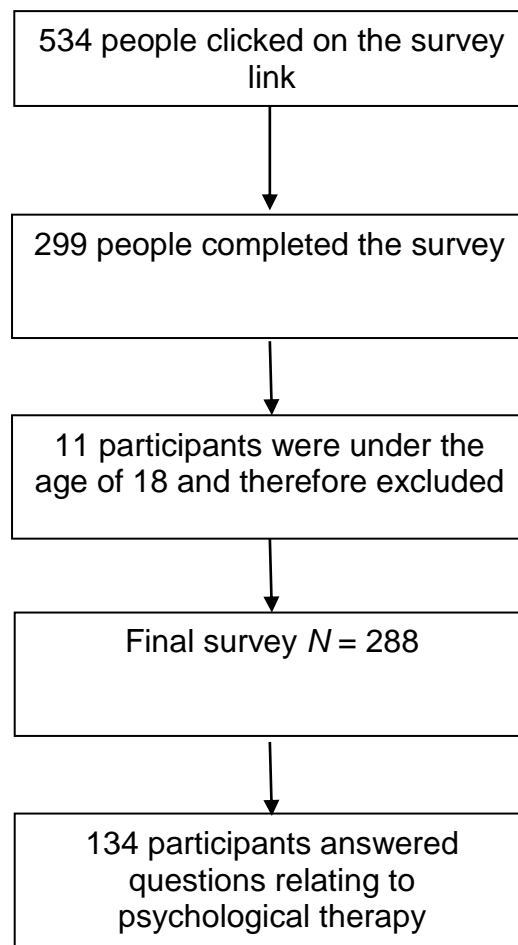 534 people clicked on the survey
link
299 people completed the survey
11 participants were under the
age of 18 and therefore excluded
Final survey N = 288
134 participants answered
questions relating to
psychological therapy